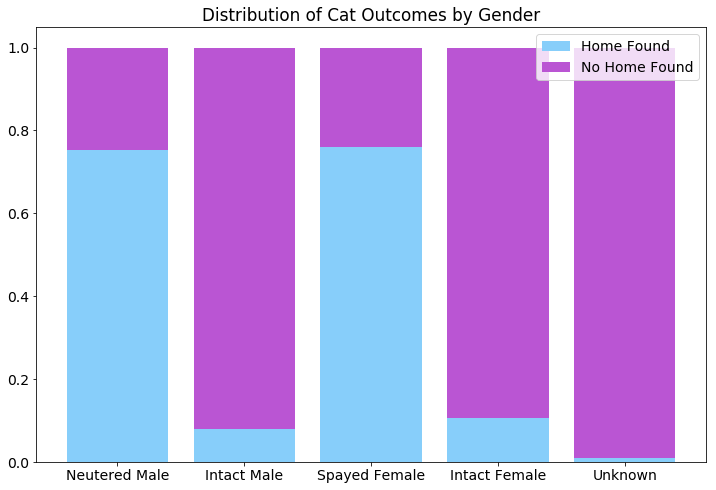 Distribution of Cat Outcomes by Gender
Home Found
No Home Found
1.0
0.8
0.6
0.4
0.2
0.0
Neutered Male Intact Male Spayed Female Intact Female Unknown